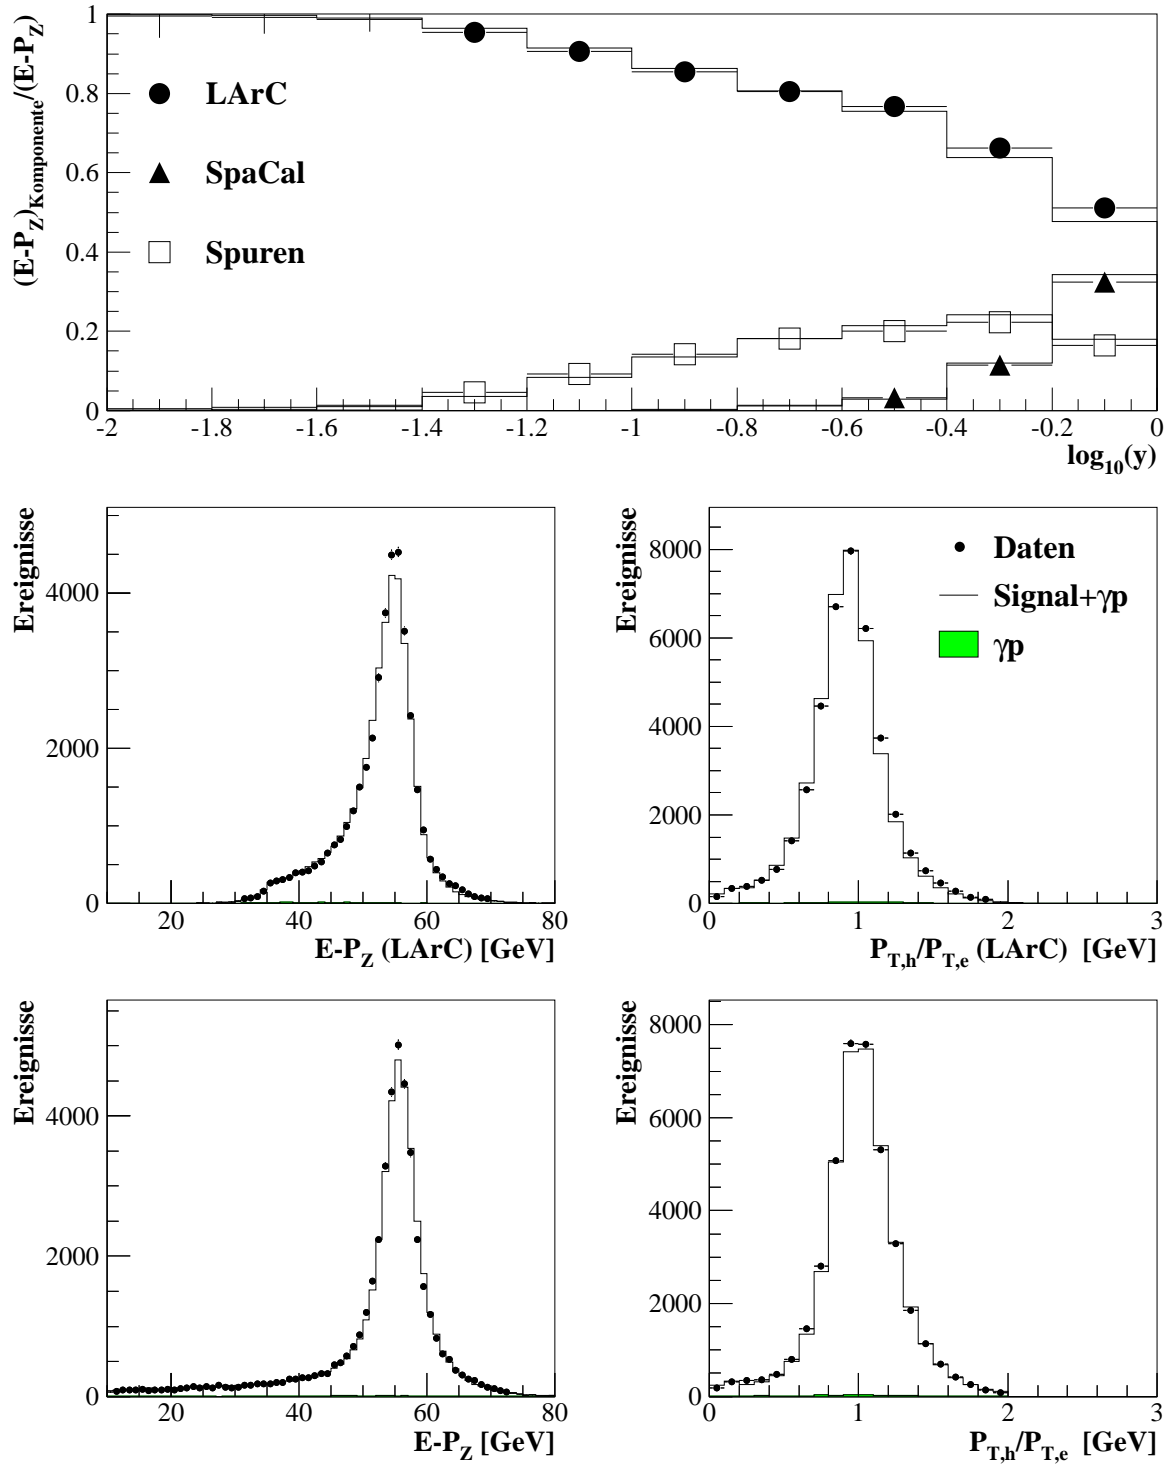 (E-P_Z)_Komponente/(E-P_Z)
1
0.8
0.6
0.4
0.2
0
LArC
SpaCal
Spuren
-2 -1.8 -1.6 -1.4 -1.2 -1 -0.8 -0.6 -0.4 -0.2 0
log_10(y)
Ereignisse
4000
2000
0
20 40 60 80
E-P_Z (LArC) [GeV]
Ereignisse
8000
6000
4000
2000
0
Daten
Signal+γp
γp
0 1 2 3
P_T,h/P_T,e (LArC) [GeV]
Ereignisse
4000
2000
0
20 40 60 80
E-P_Z [GeV]
Ereignisse
8000
6000
4000
2000
0
0 1 2 3
P_T,h/P_T,e [GeV]